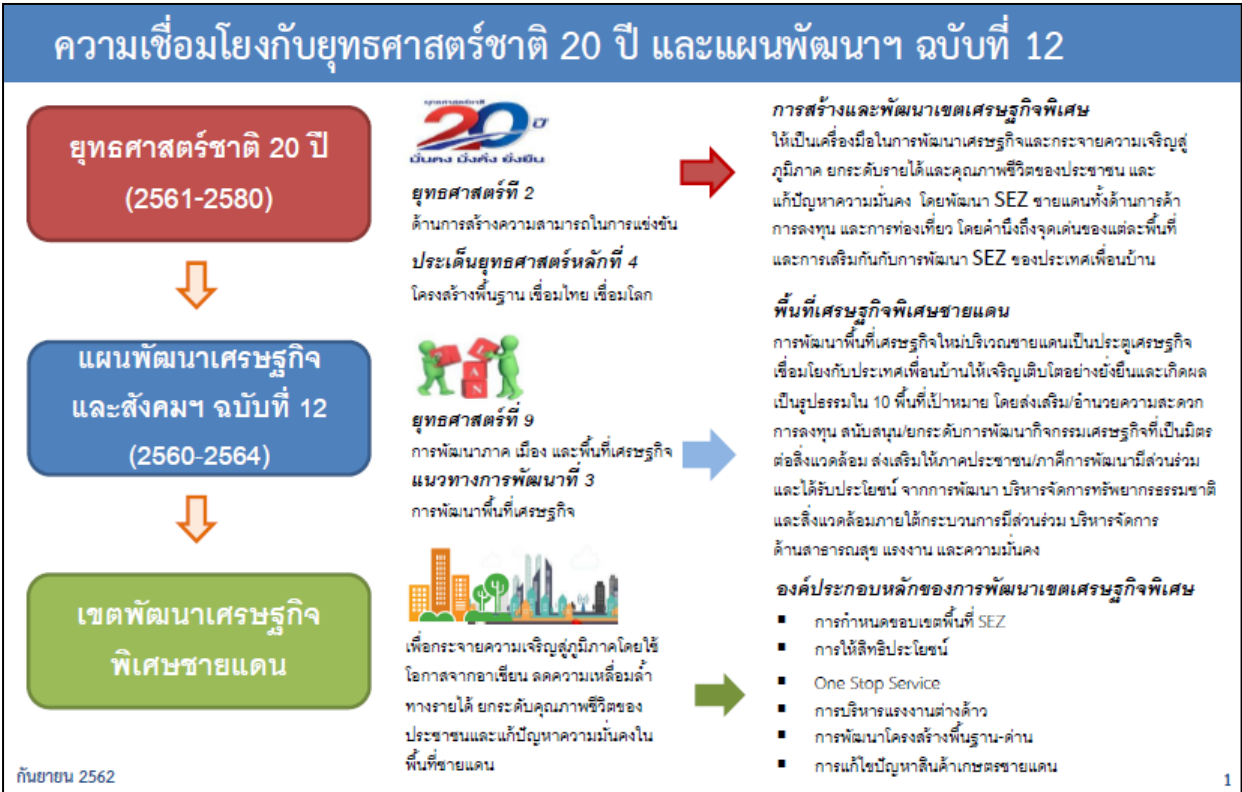 ความเชื่อมโยงกับยุทธศาสตร์ชาติ 20 ปี และแผนพัฒนาฯ ฉบับที่ 12
ยุทธศาสตร์ชาติ 20 ปี
(2561-2580)
ยุทธศาสตร์ชาติ
20 ปี
มั่นคง มั่งคั่ง ยั่งยืน
ยุทธศาสตร์ที่ 2
ด้านการสร้างความสามารถในการแข่งขัน
ประเด็นยุทธศาสตร์หลักที่ 4
โครงสร้างพื้นฐาน เชื่อมไทย เชื่อมโลก
การสร้างและพัฒนาเขตเศรษฐกิจพิเศษ
ให้เป็นเครื่องมือในการพัฒนาเศรษฐกิจและกระจายความเจริญสู่
ภูมิภาค ยกระดับรายได้และคุณภาพชีวิตของประชาชน และ
แก้ปัญหาความมั่นคง โดยพัฒนา SEZ ชายแดนทั้งด้านการค้า
การลงทุน และการท่องเที่ยว โดยคำนึงถึงจุดเด่นของแต่ละพื้นที่
และการเสริมกันกับการพัฒนา SEZ ของประเทศเพื่อนบ้าน
แผนพัฒนาเศรษฐกิจ
และสังคมฯ ฉบับที่ 12
(2560-2564)
PLAN
ยุทธศาสตร์ที่ 9
การพัฒนาภาค เมือง และพื้นที่เศรษฐกิจ
แนวทางการพัฒนาที่ 3
การพัฒนาพื้นที่เศรษฐกิจ
พื้นที่เศรษฐกิจพิเศษชายแดน
การพัฒนาพื้นที่เศรษฐกิจใหม่บริเวณชายแดนเป็นประตูเศรษฐกิจ
เชื่อมโยงกับประเทศเพื่อนบ้านให้เจริญเติบโตอย่างยั่งยืนและเกิดผล
เป็นรูปธรรมใน 10 พื้นที่เป้าหมาย โดยส่งเสริม/อำนวยความสะดวก
การลงทุน สนับสนุน/ยกระดับการพัฒนากิจกรรมเศรษฐกิจที่เป็นมิตร
ต่อสิ่งแวดล้อม ส่งเสริมให้ภาคประชาชน/ภาคีการพัฒนามีส่วนร่วม
และได้รับประโยชน์ จากการพัฒนา บริหารจัดการทรัพยากรธรรมชาติ
และสิ่งแวดล้อมภายใต้กระบวนการมีส่วนร่วม บริหารจัดการ
ด้านสาธารณสุข แรงงาน และความมั่นคง
เขตพัฒนาเศรษฐกิจ
พิเศษชายแดน
เพื่อกระจายความเจริญสู่ภูมิภาคโดยใช้
โอกาสจากอาเซียน ลดความเหลื่อมล้ำ
ทางรายได้ ยกระดับคุณภาพชีวิตของ
ประชาชนและแก้ปัญหาความมั่นคงใน
พื้นที่ชายแดน
องค์ประกอบหลักของการพัฒนาเขตเศรษฐกิจพิเศษ
▪ การกำหนดขอบเขตพื้นที่ SEZ
▪ การให้สิทธิประโยชน์
▪ One Stop Service
▪ การบริหารแรงงานต่างด้าว
▪ การพัฒนาโครงสร้างพื้นฐาน-ด่าน
▪ การแก้ไขปัญหาสินค้าเกษตรชายแดน
กันยายน 2562
1